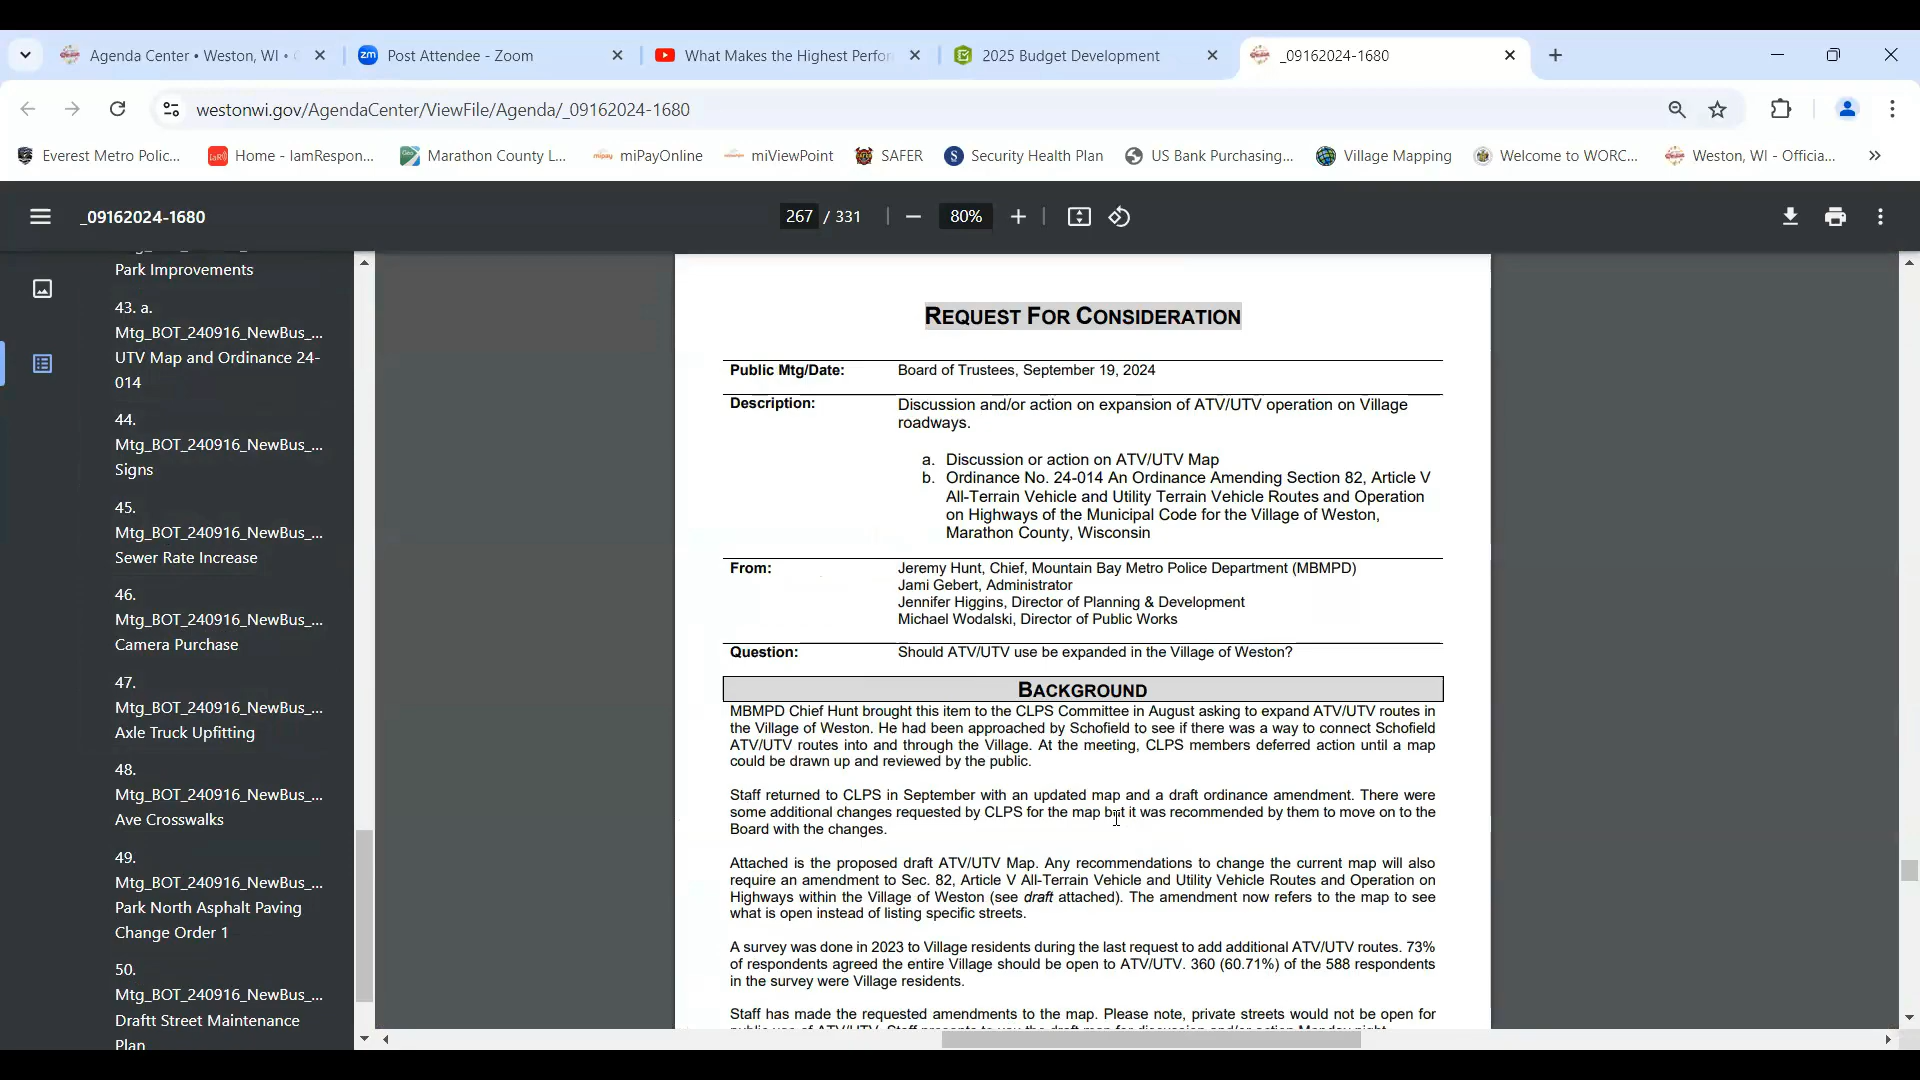 Agenda Center • Weston, WI •
Post Attendee - Zoom
What Makes the Highest Perfor
2025 Budget Development
_09162024-1680
westonwi.gov/AgendaCenter/ViewFile/Agenda/_09162024-1680
Everest Metro Polic...
Home - IamRespon...
Marathon County L...
miPayOnline
miViewPoint
SAFER
Security Health Plan
US Bank Purchasing...
Village Mapping
Welcome to WORC...
Weston, WI - Officia...
_09162024-1680
267 / 331
80%
Park Improvements
43. a.
Mtg_BOT_240916_NewBus_...
UTV Map and Ordinance 24-
014
44.
Mtg_BOT_240916_NewBus_...
Signs
45.
Mtg_BOT_240916_NewBus_...
Sewer Rate Increase
46.
Mtg_BOT_240916_NewBus_...
Camera Purchase
47.
Mtg_BOT_240916_NewBus_...
Axle Truck Upfitting
48.
Mtg_BOT_240916_NewBus_...
Ave Crosswalks
49.
Mtg_BOT_240916_NewBus_...
Park North Asphalt Paving
Change Order 1
50.
Mtg_BOT_240916_NewBus_...
Draftt Street Maintenance
Plan
REQUEST FOR CONSIDERATION
Public Mtg/Date: Board of Trustees, September 19, 2024
Description: Discussion and/or action on expansion of ATV/UTV operation on Village
roadways.
a. Discussion or action on ATV/UTV Map
b. Ordinance No. 24-014 An Ordinance Amending Section 82, Article V
All-Terrain Vehicle and Utility Terrain Vehicle Routes and Operation
on Highways of the Municipal Code for the Village of Weston,
Marathon County, Wisconsin
From: Jeremy Hunt, Chief, Mountain Bay Metro Police Department (MBMPD)
Jami Gebert, Administrator
Jennifer Higgins, Director of Planning & Development
Michael Wodalski, Director of Public Works
Question: Should ATV/UTV use be expanded in the Village of Weston?
BACKGROUND
MBMPD Chief Hunt brought this item to the CLPS Committee in August asking to expand ATV/UTV routes in
the Village of Weston. He had been approached by Schofield to see if there was a way to connect Schofield
ATV/UTV routes into and through the Village. At the meeting, CLPS members deferred action until a map
could be drawn up and reviewed by the public.
Staff returned to CLPS in September with an updated map and a draft ordinance amendment. There were
some additional changes requested by CLPS for the map but it was recommended by them to move on to the
Board with the changes.
Attached is the proposed draft ATV/UTV Map. Any recommendations to change the current map will also
require an amendment to Sec. 82, Article V All-Terrain Vehicle and Utility Vehicle Routes and Operation on
Highways within the Village of Weston (see draft attached). The amendment now refers to the map to see
what is open instead of listing specific streets.
A survey was done in 2023 to Village residents during the last request to add additional ATV/UTV routes. 73%
of respondents agreed the entire Village should be open to ATV/UTV. 360 (60.71%) of the 588 respondents
in the survey were Village residents.
Staff has made the requested amendments to the map. Please note, private streets would not be open for
public use of ATV/UTV. Staff presents to you the draft map for discussion and/or action Monday night.